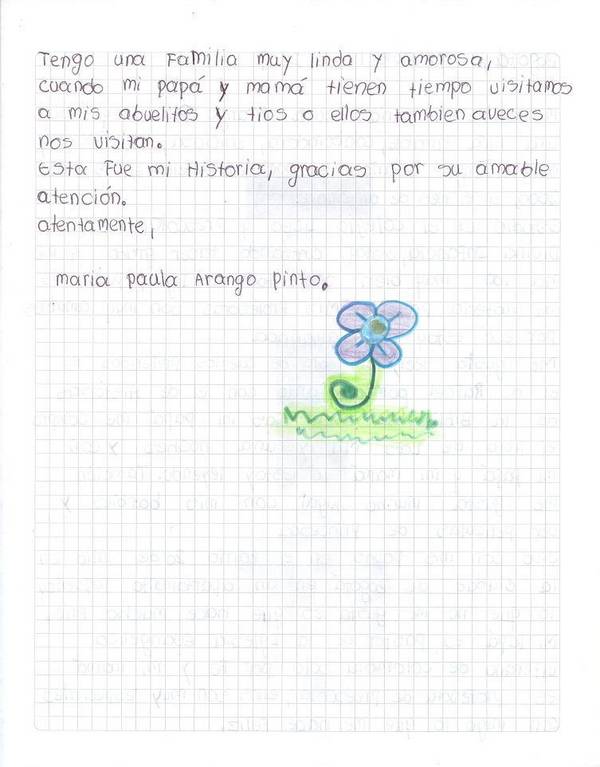 Tengo una Familia muy linda y amorosa,
cuando mi papá y mamá tienen tiempo visitamos
a mis abuelitos y tios o ellos tambien aveces
nos visitan.
Esta Fue mi Historia, gracias por su amable
atención.
atentamente,
maria paula Arango Pinto.